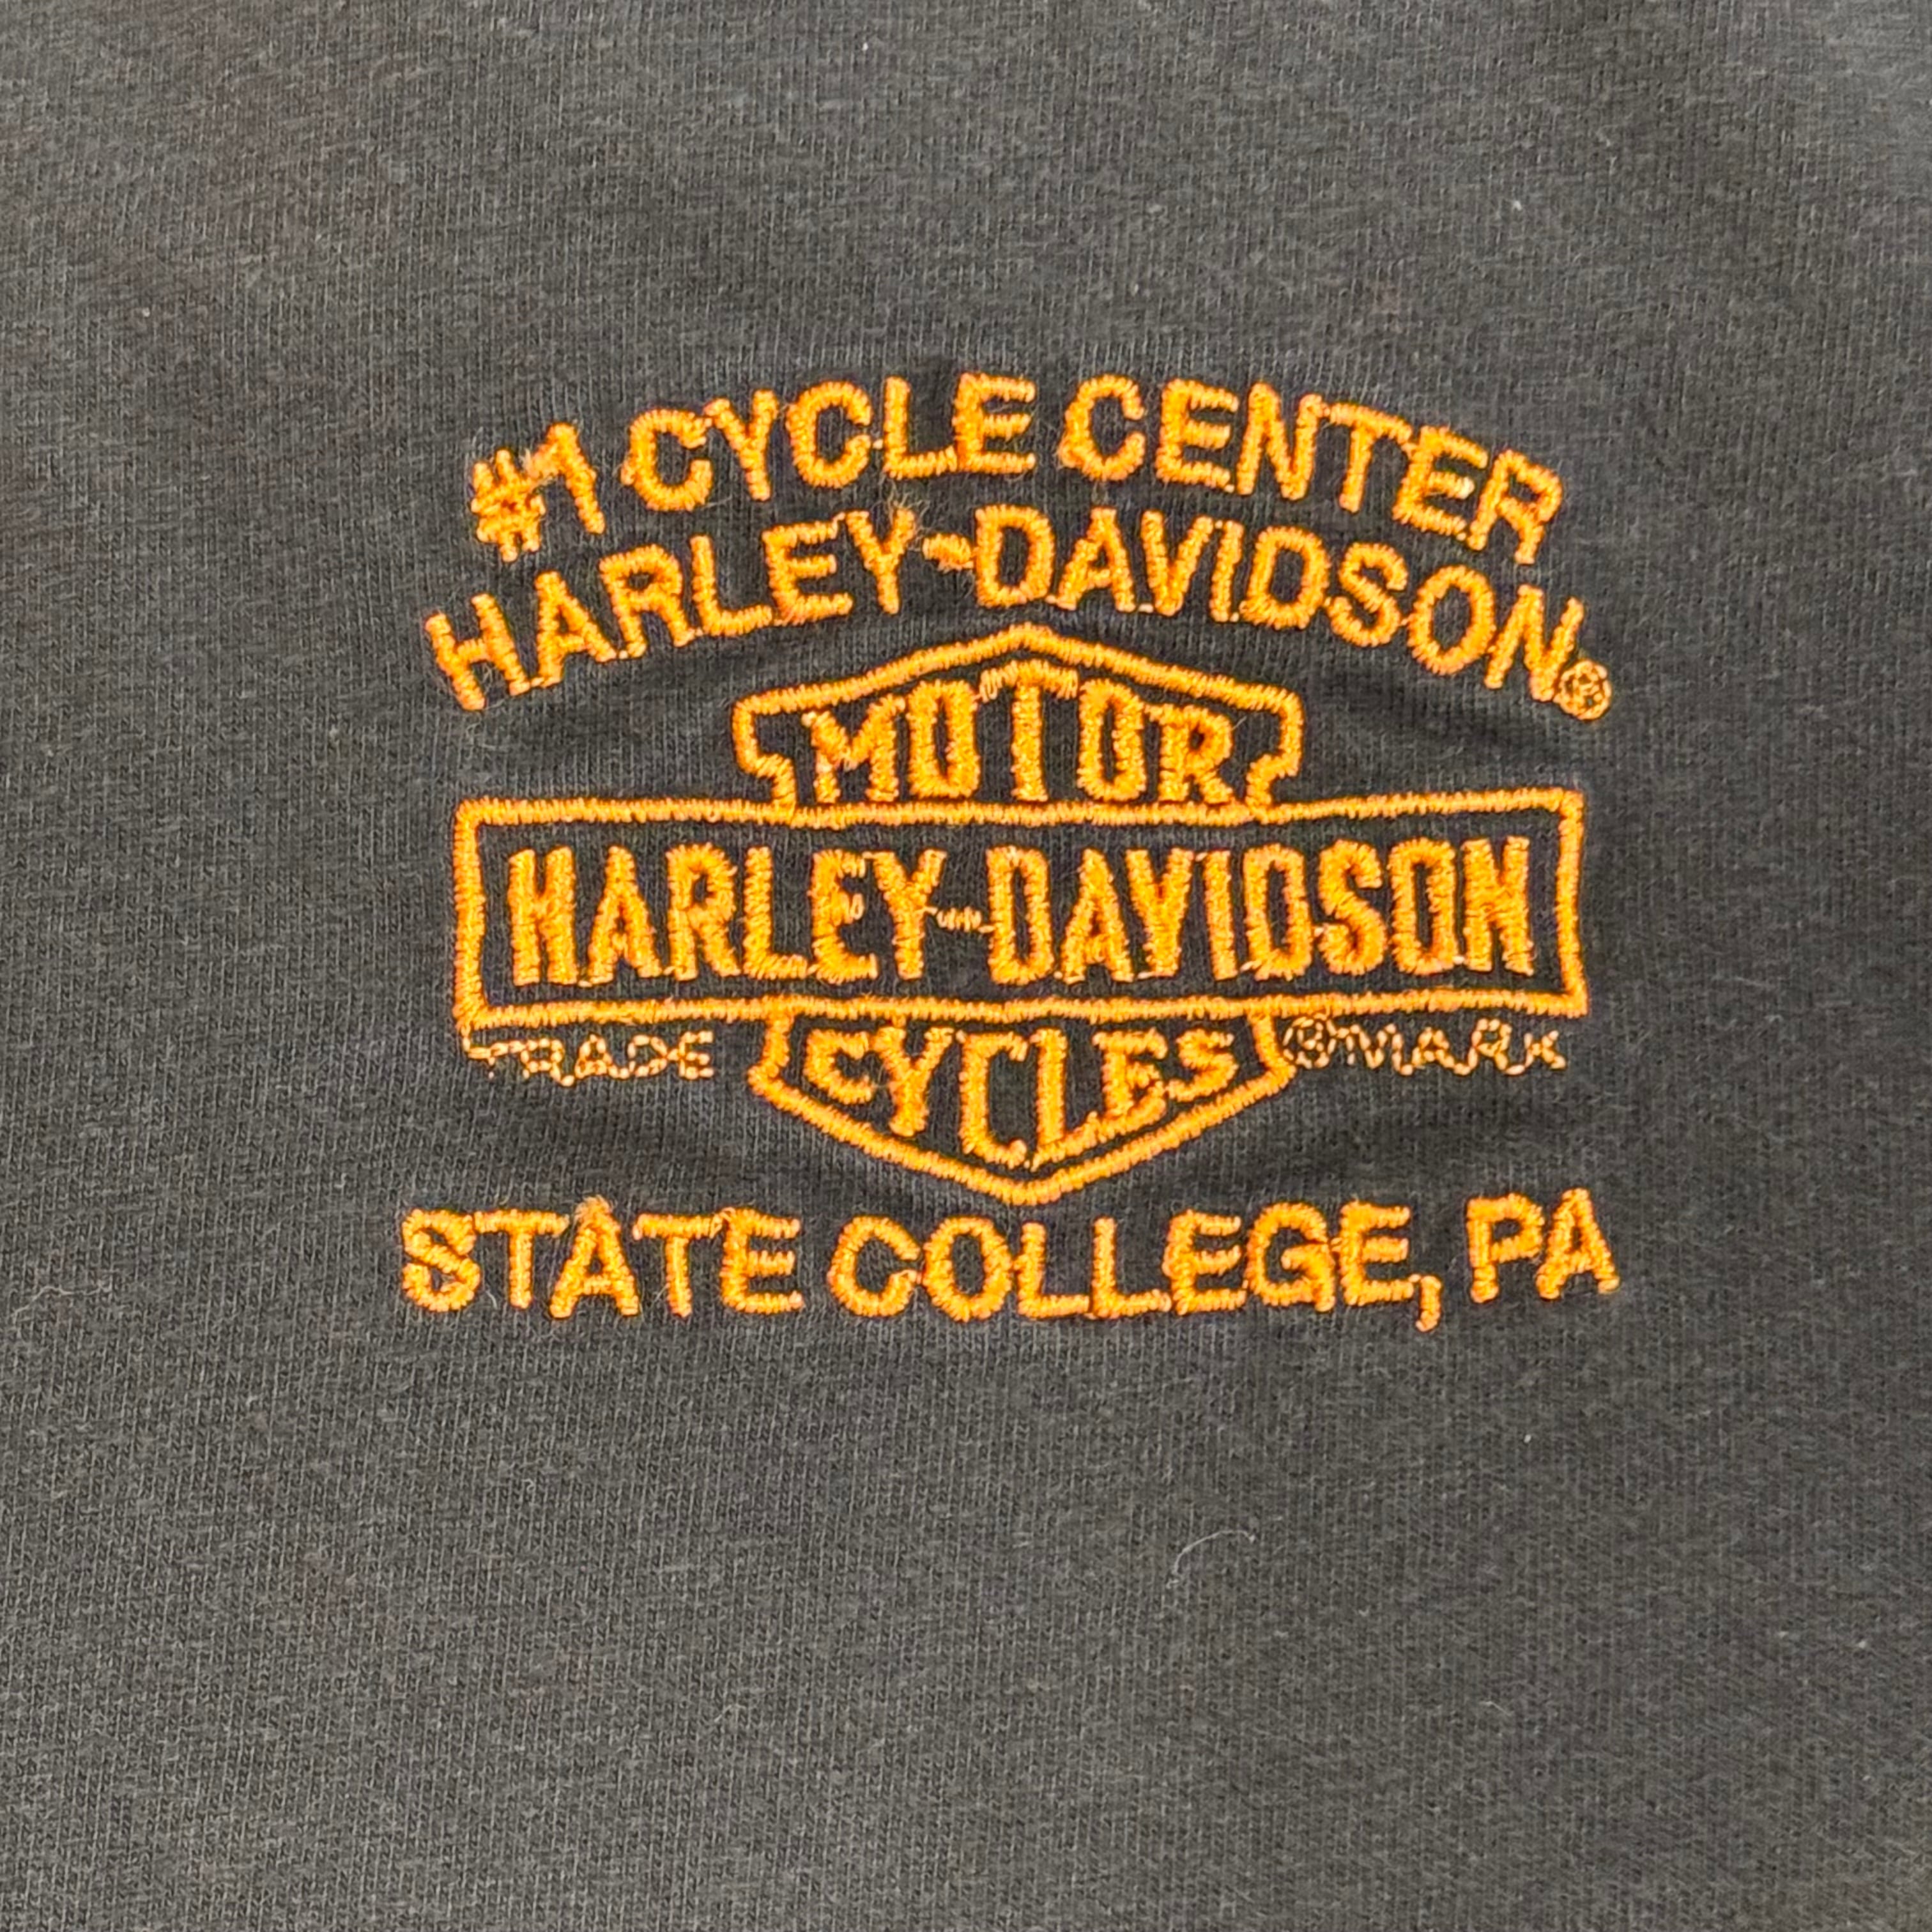 #1 CYCLE CENTER
HARLEY-DAVIDSON®
MOTOR
HARLEY-DAVIDSON
TRADE ® MARK
CYCLES
STATE COLLEGE, PA